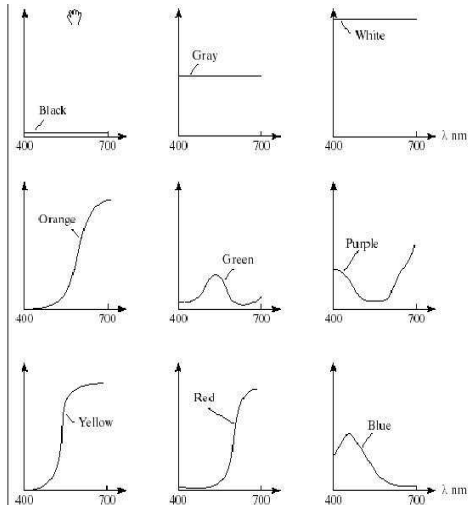 White
Gray
Black
λ nm
400 700 400 700 400 700
Orange
Green
Purple
400 700 400 700 400 700
Yellow
Red
Blue
λ nm
400 700 400 700 400 700